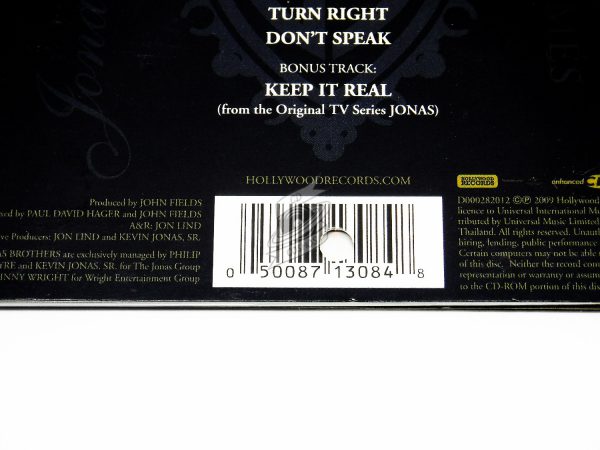 TURN RIGHT
DON'T SPEAK
BONUS TRACK:
KEEP IT REAL
(from the Original TV Series JONAS)
HOLLYWOODRECORDS.COM
Produced by JOHN FIELDS
by PAUL DAVID HAGER and JOHN FIELDS
A&R: JON LIND
Producers: JON LIND and KEVIN JONAS, SR.
BROTHERS are exclusively managed by PHILIP
and KEVIN JONAS, SR. for The Jonas Group
WRIGHT for Wright Entertainment Group
0 50087 13084 8
HOLLYWOOD
RECORDS
enhanced
D000282012 © ℗ 2009 Hollywood
licence to Universal International
tributed by Universal Music Limited
Thailand. All rights reserved.
hiring, lending, public performance
Certain computers may not be able
of this disc. Neither the record
representation or warranty or
to the CD-ROM portion of this